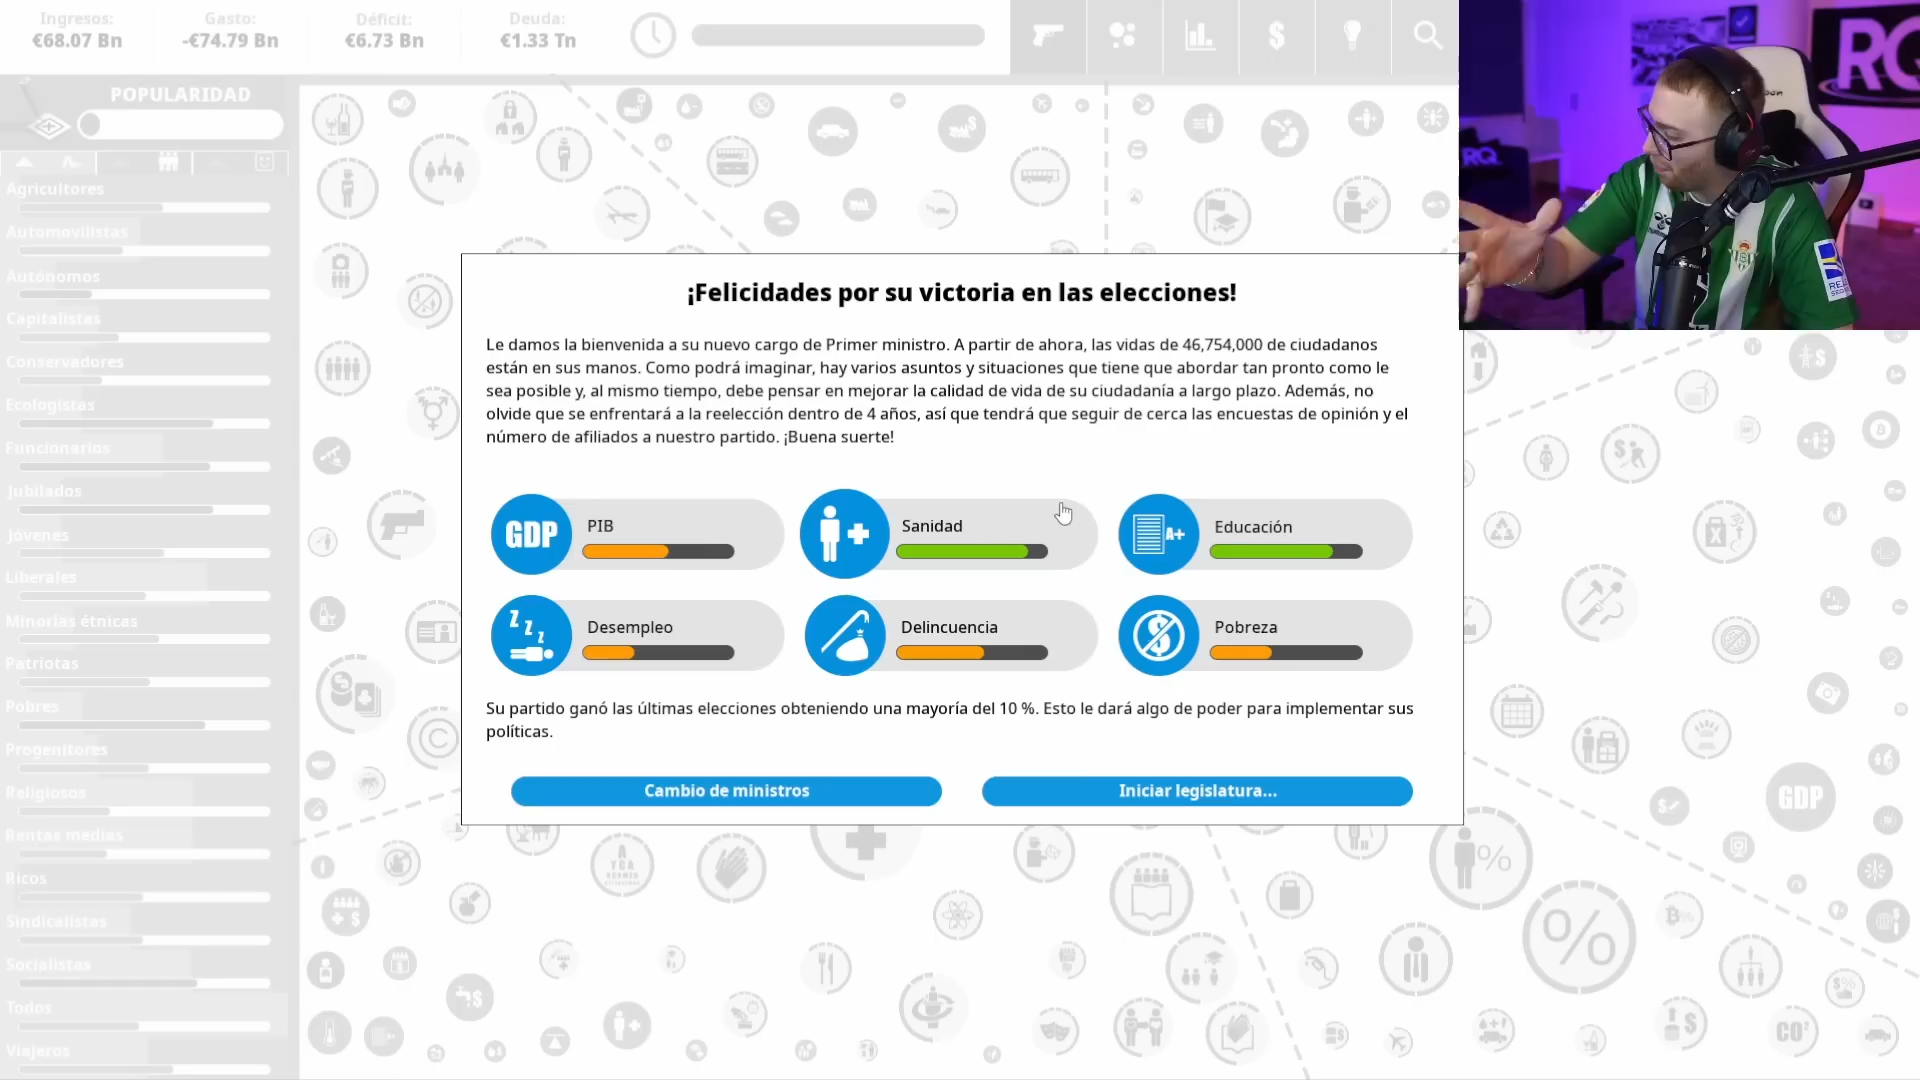 Ingresos:
€68.07 Bn
Gasto:
-€74.79 Bn
Déficit:
€6.73 Bn
Deuda:
€1.33 Tn
POPULARIDAD
Agricultores
Automovilistas
Autónomos
Capitalistas
Conservadores
Ecologistas
Funcionarios
Jubilados
Jóvenes
Liberales
Minorías étnicas
Patriotas
Pobres
Progenitores
Religiosos
Rentas medias
Ricos
Sindicalistas
Socialistas
Todos
Viajeros
¡Felicidades por su victoria en las elecciones!
Le damos la bienvenida a su nuevo cargo de Primer ministro. A partir de ahora, las vidas de 46,754,000 de ciudadanos
están en sus manos. Como podrá imaginar, hay varios asuntos y situaciones que tiene que abordar tan pronto como le
sea posible y, al mismo tiempo, debe pensar en mejorar la calidad de vida de su ciudadanía a largo plazo. Además, no
olvide que se enfrentará a la reelección dentro de 4 años, así que tendrá que seguir de cerca las encuestas de opinión y el
número de afiliados a nuestro partido. ¡Buena suerte!
GDP PIB
Sanidad
A+ Educación
Z Z Z Desempleo
Delincuencia
$ Pobreza
Su partido ganó las últimas elecciones obteniendo una mayoría del 10 %. Esto le dará algo de poder para implementar sus
políticas.
Cambio de ministros
Iniciar legislatura...
GDP
%
%
CO²
RQ
RQ